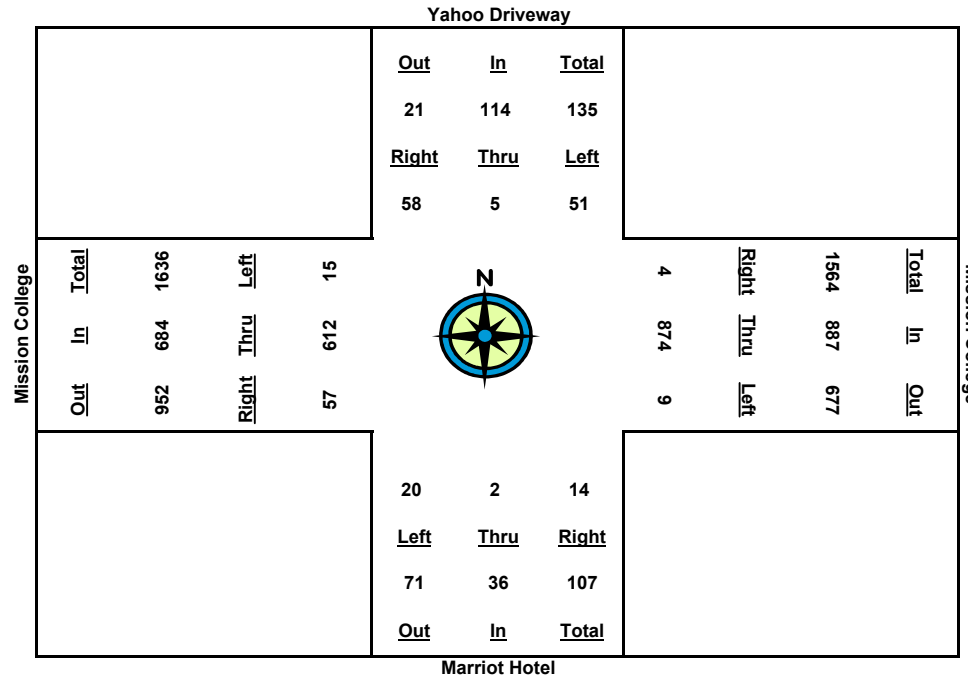 Yahoo Driveway
Out In Total
21 114 135
Right Thru Left
58 5 51
Mission College
Total 1636 Left 15
In 684 Thru 612
Out 952 Right 57
N
4 Right 1564 Total
874 Thru 887 In
9 Left 677 Out
20 2 14
Left Thru Right
71 36 107
Out In Total
Marriot Hotel